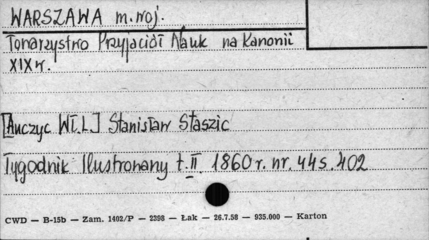 WARSZAWA m.woj.
Towarzystwo Przyjaciół Nauk na Kanonii
XIX w.
[Anczyc Wł.L.] Stanisław Staszic
Tygodnik Ilustrowany t.II 1860 r. nr. 44 s. 402
CWD — B-15b — Zam. 1402/P — 2398 — Łak — 26.7.58 — 935.000 — Karton